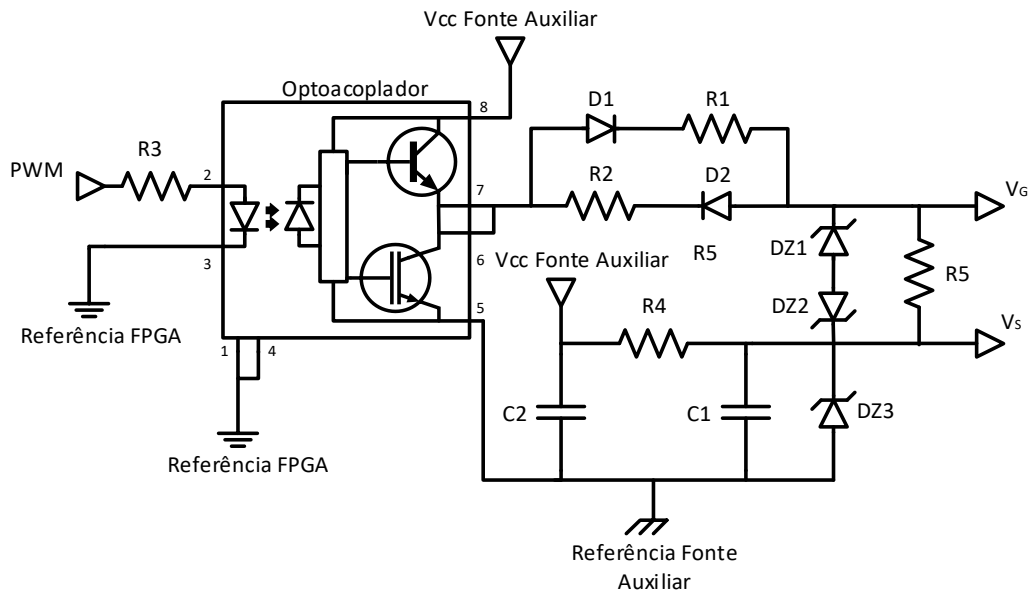 Vcc Fonte Auxiliar
Optoacoplador
8
D1
R1
PWM
R3
2
7
R2
D2
VG
3
6
Vcc Fonte Auxiliar
R5
DZ1
R5
5
R4
DZ2
VS
Referência FPGA
1
4
C2
C1
DZ3
Referência FPGA
Referência Fonte
Auxiliar